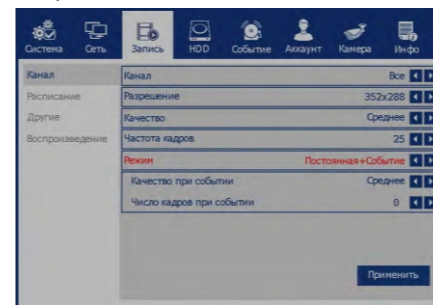 Система Сеть Запись HDD Событие Аккаунт Камера Инфо
Канал
Расписание
Другие
Воспроизведение
Канал Все
Разрешение 352x288
Качество Среднее
Частота кадров 25
Режим Постоянная+Событие
Качество при событии Среднее
Число кадров при событии 0
Применить